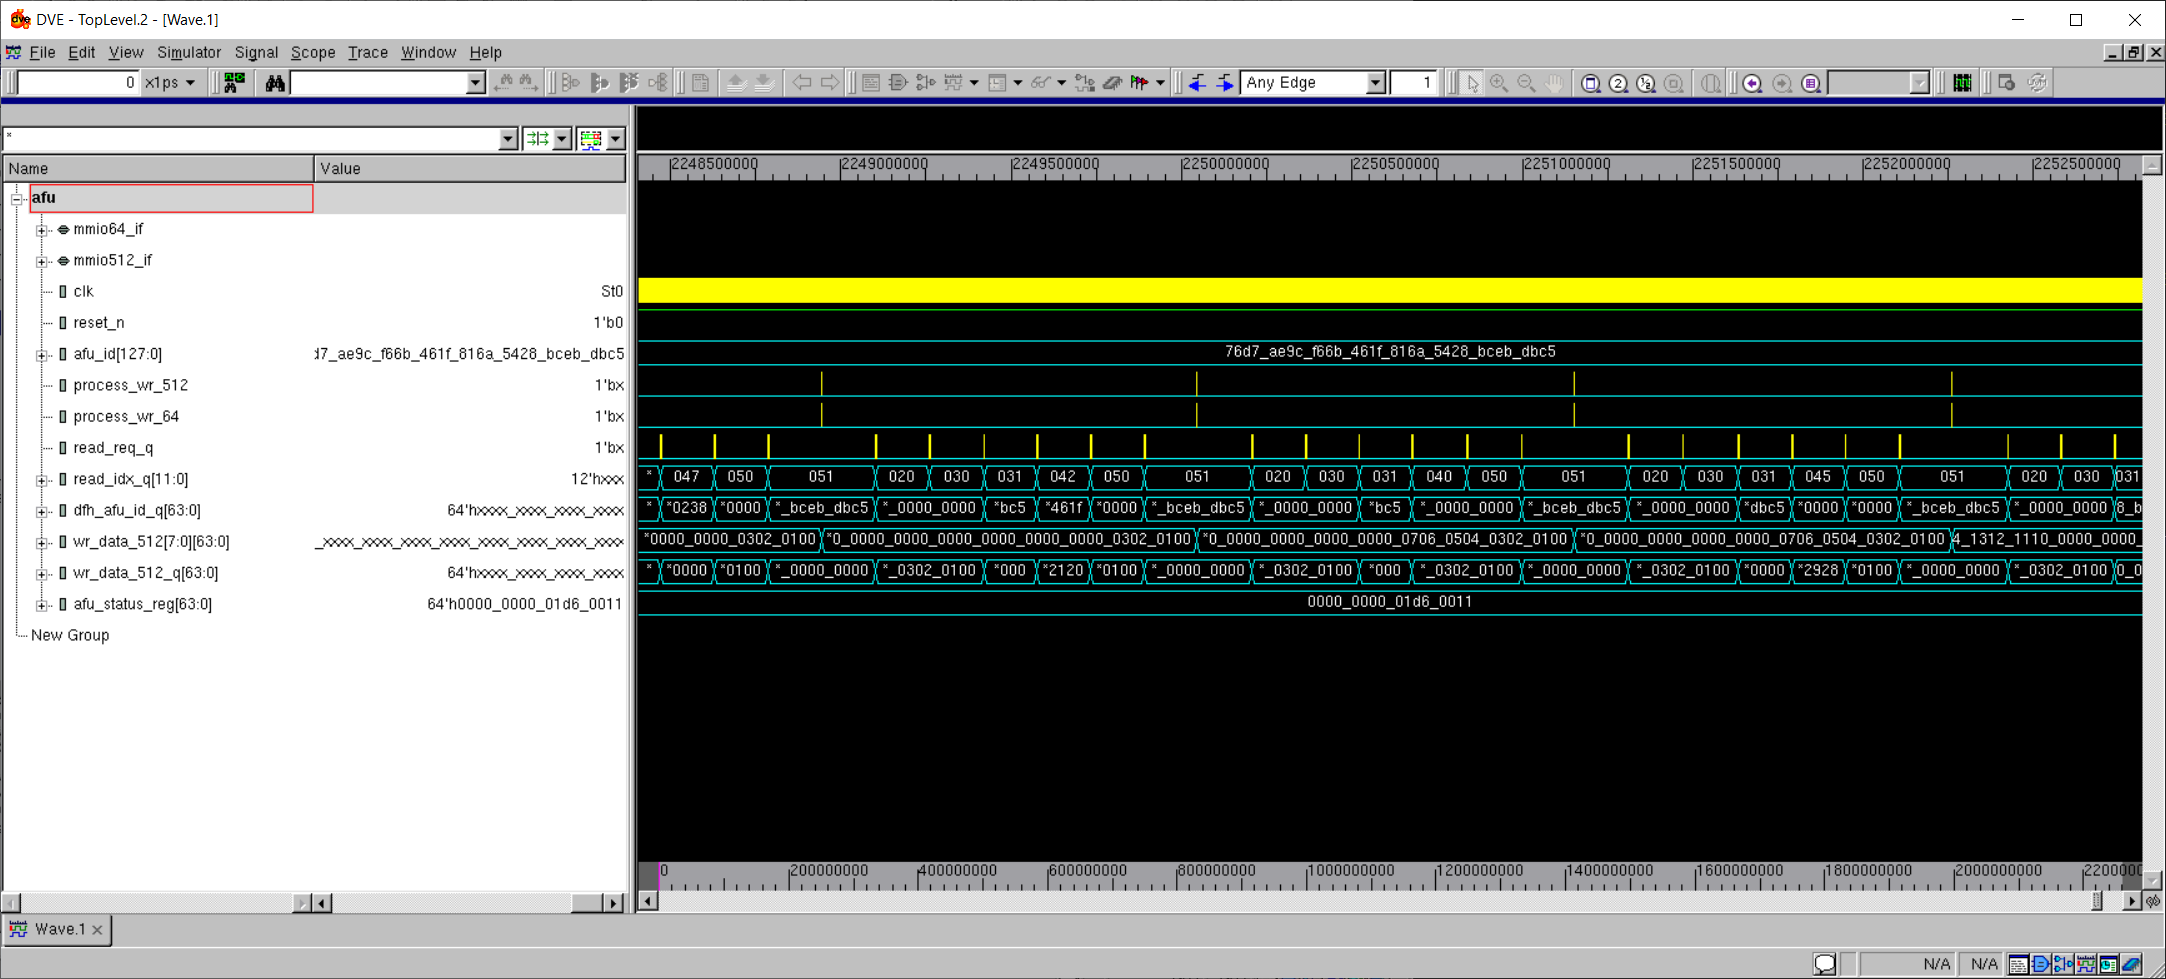 DVE - TopLevel.2 - [Wave.1]
File Edit View Simulator Signal Scope Trace Window Help
0 x1ps Any Edge 1
*
Name Value
2248500000 2249000000 2249500000 2250000000 2250500000 2251000000 2251500000 2252000000 2252500000
afu
mmio64_if
mmio512_if
clk St0
reset_n 1'b0
afu_id[127:0] d7_ae9c_f66b_461f_816a_5428_bceb_dbc5 76d7_ae9c_f66b_461f_816a_5428_bceb_dbc5
process_wr_512 1'bx
process_wr_64 1'bx
read_req_q 1'bx
read_idx_q[11:0] 12'hxxx * 047 050 051 020 030 031 042 050 051 020 030 031 040 050 051 020 030 031 045 050 051 020 030 031
dfh_afu_id_q[63:0] 64'hxxxx_xxxx_xxxx_xxxx * *0238 *0000 *_bceb_dbc5 *_0000_0000 *bc5 *461f *0000 *_bceb_dbc5 *_0000_0000 *bc5 *_0000_0000 *_bceb_dbc5 *_0000_0000 *dbc5 *0000 *0000 *_bceb_dbc5 *_0000_0000 8_b
wr_data_512[7:0][63:0] _xxxx_xxxx_xxxx_xxxx_xxxx_xxxx_xxxx_xxxx *0000_0000_0302_0100 *0_0000_0000_0000_0000_0000_0302_0100 *0_0000_0000_0000_0706_0504_0302_0100 *0_0000_0000_0000_0706_0504_0302_0100 4_1312_1110_0000_0000_
wr_data_512_q[63:0] 64'hxxxx_xxxx_xxxx_xxxx * *0000 *0100 *_0000_0000 *_0302_0100 *000 *2120 *0100 *_0000_0000 *_0302_0100 *000 *_0302_0100 *_0000_0000 *_0302_0100 *0000 *2928 *0100 *_0000_0000 *_0302_0100 0_0
afu_status_reg[63:0] 64'h0000_0000_01d6_0011 0000_0000_01d6_0011
New Group
0 200000000 400000000 600000000 800000000 1000000000 1200000000 1400000000 1600000000 1800000000 2000000000
Wave.1
N/A N/A